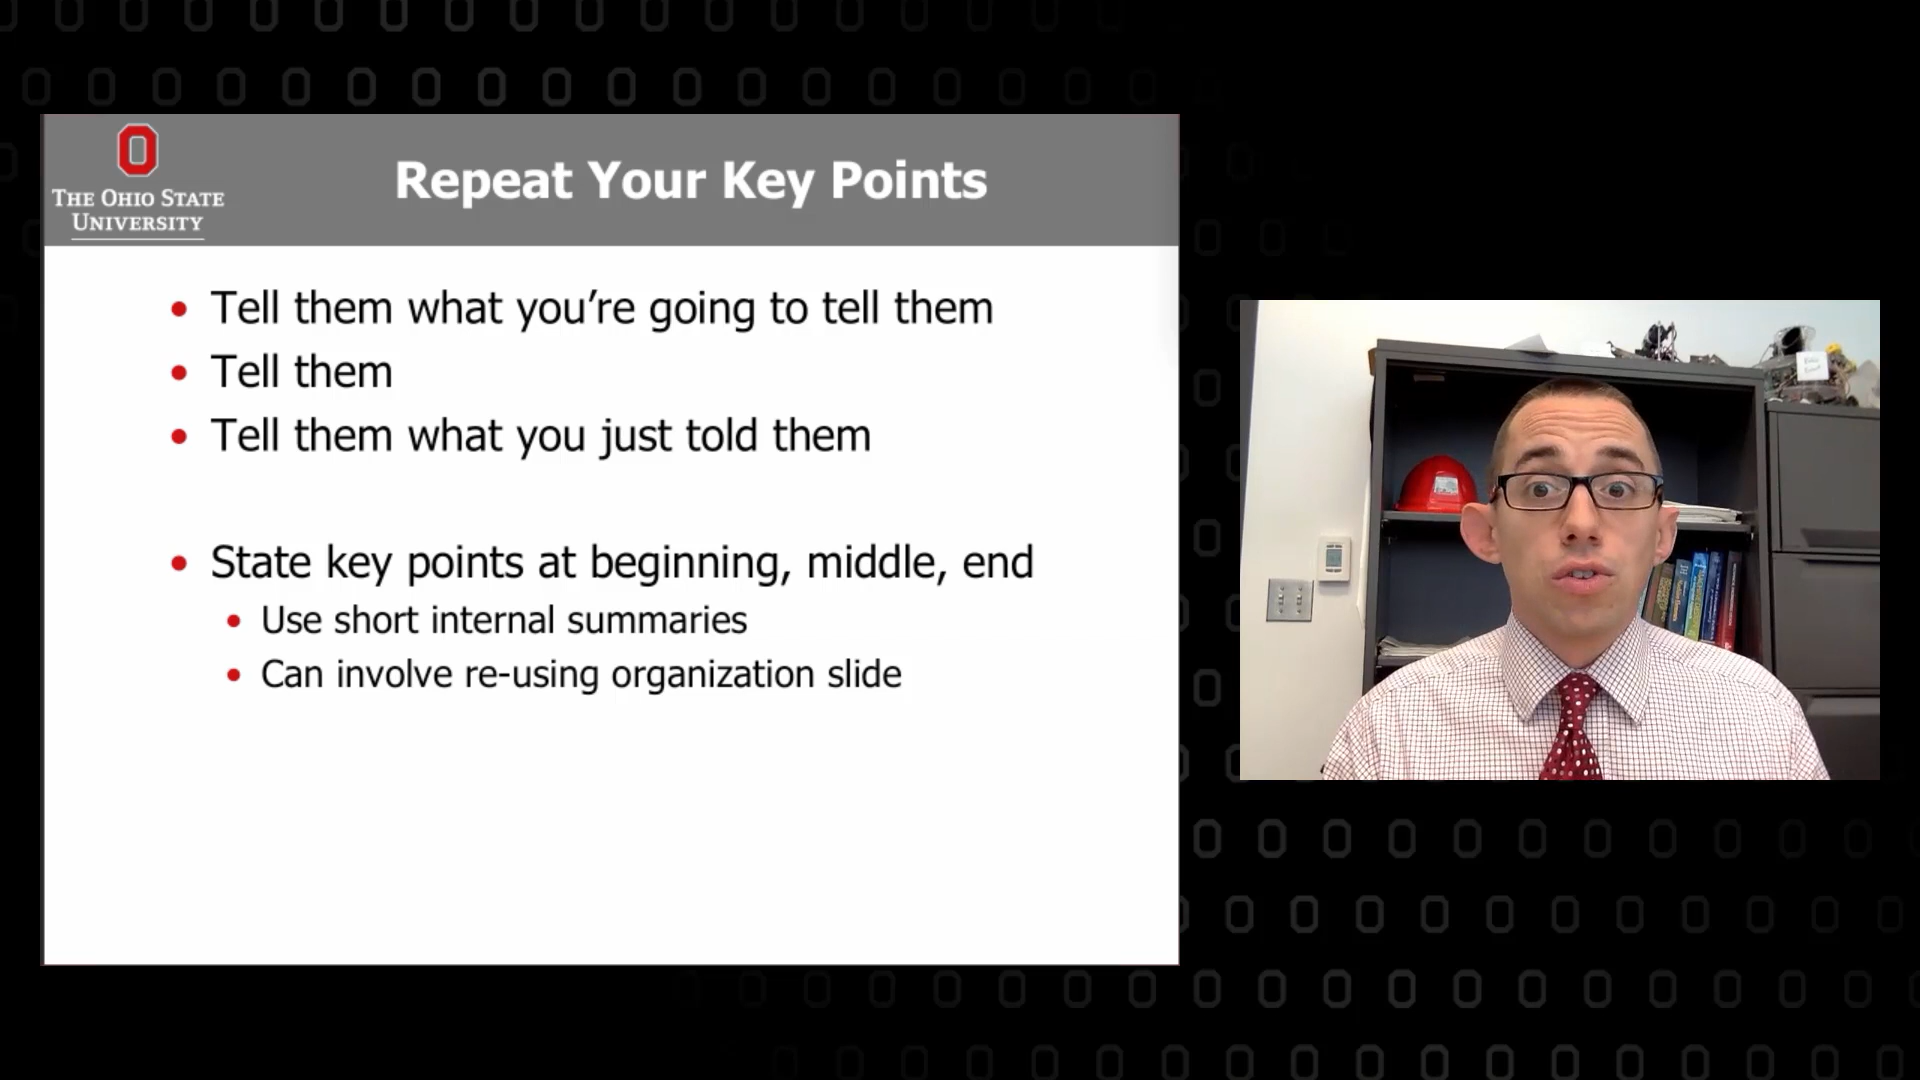 THE OHIO STATE
UNIVERSITY
Repeat Your Key Points
• Tell them what you’re going to tell them
• Tell them
• Tell them what you just told them
• State key points at beginning, middle, end
• Use short internal summaries
• Can involve re-using organization slide